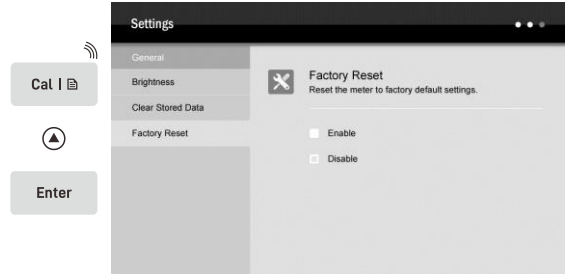 Settings
Cal |
Enter
General
Brightness
Clear Stored Data
Factory Reset
Factory Reset
Reset the meter to factory default settings.
Enable
Disable